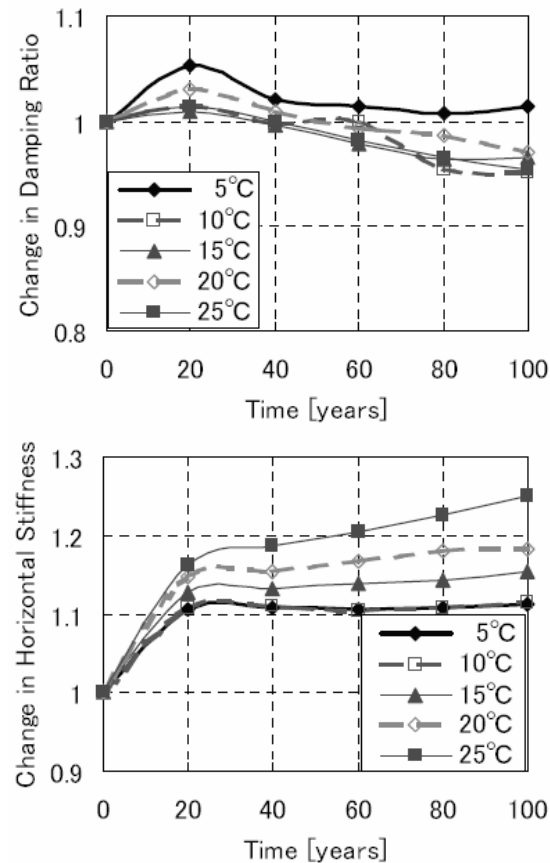 Change in Damping Ratio
1.1
1
0.9
0.8
5°C
10°C
15°C
20°C
25°C
0 20 40 60 80 100
Time [years]
Change in Horizontal Stiffness
1.3
1.2
1.1
1
0.9
5°C
10°C
15°C
20°C
25°C
0 20 40 60 80 100
Time [years]